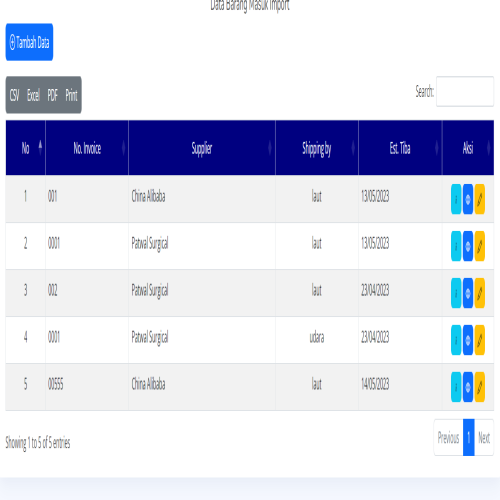 Data Barang Masuk Import
Tambah Data
CSV Excel PDF Print
Search:
No No. Invoice Supplier Shipping by Est. Tiba Aksi
1 001 China Alibaba laut 13/05/2023
2 0001 Patwal Surgical laut 13/05/2023
3 002 Patwal Surgical laut 23/04/2023
4 0001 Patwal Surgical udara 23/04/2023
5 00555 China Alibaba laut 14/05/2023
Showing 1 to 5 of 5 entries
Previous 1 Next